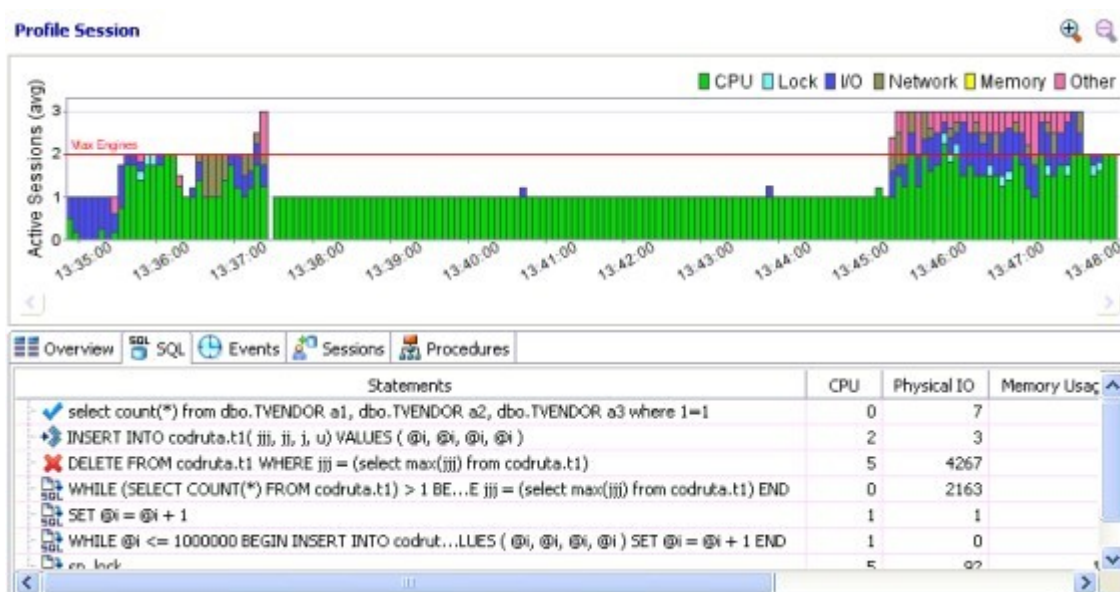 Profile Session
CPU Lock I/O Network Memory Other
Active Sessions (avg)
3
Max Engines
2
1
0
13:35:00 13:36:00 13:37:00 13:38:00 13:39:00 13:40:00 13:41:00 13:42:00 13:43:00 13:44:00 13:45:00 13:46:00 13:47:00 13:48:00
Overview SQL Events Sessions Procedures
Statements CPU Physical IO Memory Usag
select count(*) from dbo.TVENDOR a1, dbo.TVENDOR a2, dbo.TVENDOR a3 where 1=1 0 7
INSERT INTO codruta.t1( jjj, jj, j, u) VALUES ( @i, @i, @i, @i ) 2 3
DELETE FROM codruta.t1 WHERE jjj = (select max(jjj) from codruta.t1) 5 4267
WHILE (SELECT COUNT(*) FROM codruta.t1) > 1 BE...E jjj = (select max(jjj) from codruta.t1) END 0 2163
SET @i = @i + 1 1 1
WHILE @i <= 1000000 BEGIN INSERT INTO codrut...LUES ( @i, @i, @i, @i ) SET @i = @i + 1 END 1 0
sp_lock 5 92